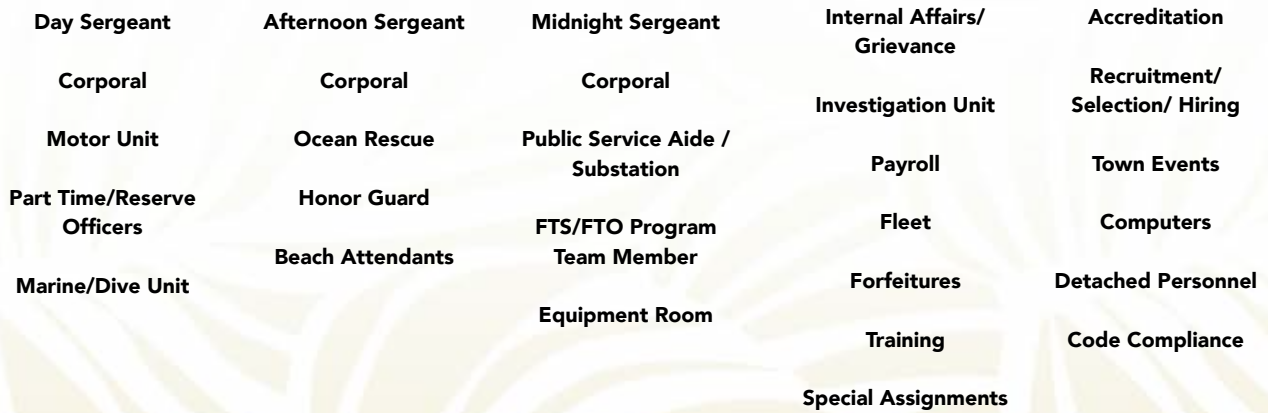 Day Sergeant
Corporal
Motor Unit
Part Time/Reserve
Officers
Marine/Dive Unit
Afternoon Sergeant
Corporal
Ocean Rescue
Honor Guard
Beach Attendants
Midnight Sergeant
Corporal
Public Service Aide /
Substation
FTS/FTO Program
Team Member
Equipment Room
Internal Affairs/
Grievance
Investigation Unit
Payroll
Fleet
Forfeitures
Training
Special Assignments
Accreditation
Recruitment/
Selection/ Hiring
Town Events
Computers
Detached Personnel
Code Compliance